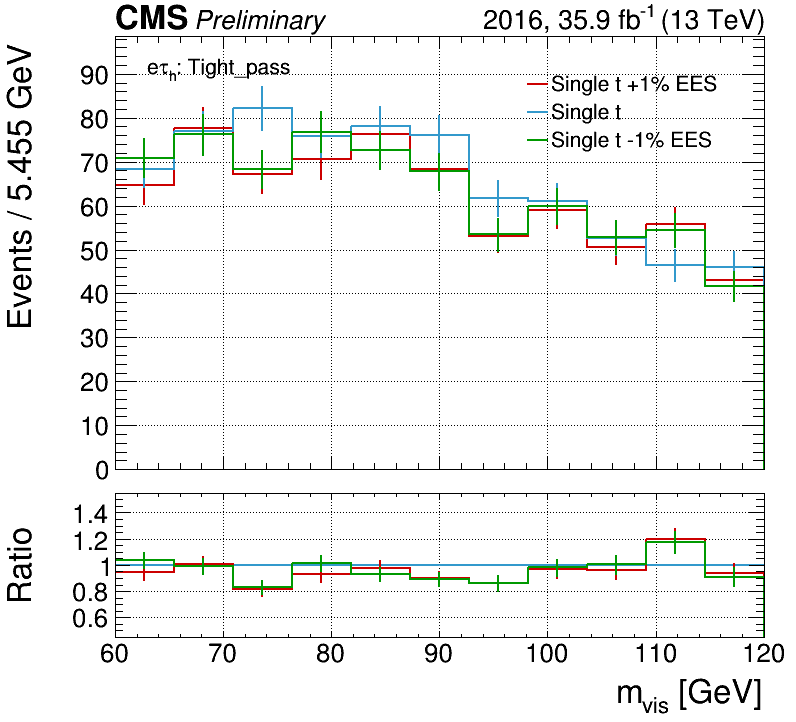 CMS Preliminary 2016, 35.9 fb⁻¹ (13 TeV)
eτₕ: Tight_pass
Single t +1% EES
Single t
Single t -1% EES
Events / 5.455 GeV
90
80
70
60
50
40
30
20
10
0
Ratio
1.4
1.2
1
0.8
0.6
60 70 80 90 100 110 120
m_vis [GeV]